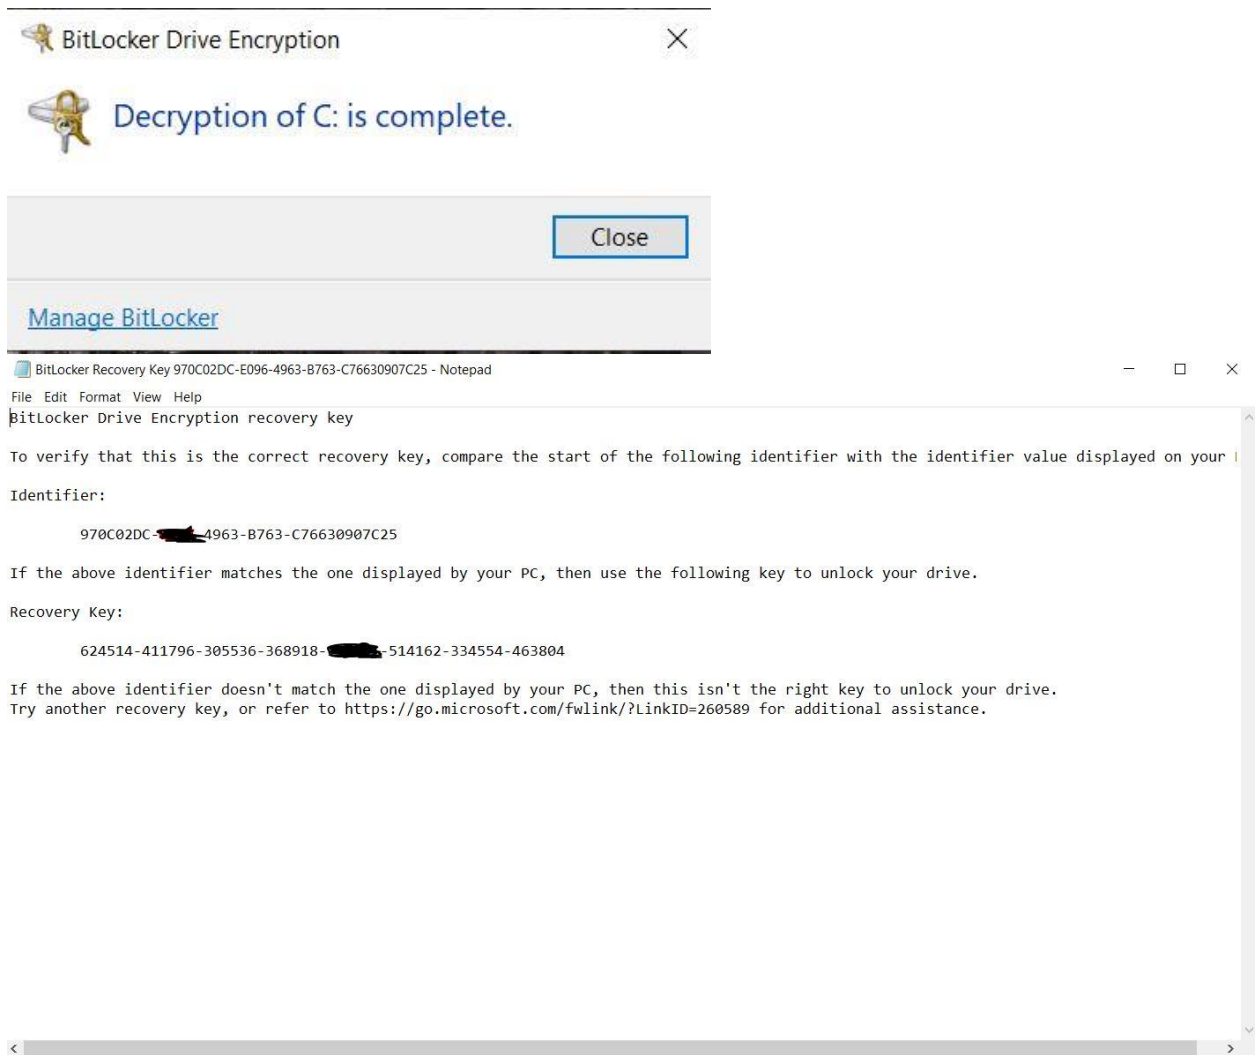 BitLocker Drive Encryption
Decryption of C: is complete.
Close
Manage BitLocker
BitLocker Recovery Key 970C02DC-E096-4963-B763-C76630907C25 - Notepad
File Edit Format View Help
BitLocker Drive Encryption recovery key
To verify that this is the correct recovery key, compare the start of the following identifier with the identifier value displayed on your
Identifier:
970C02DC- 4963-B763-C76630907C25
If the above identifier matches the one displayed by your PC, then use the following key to unlock your drive.
Recovery Key:
624514-411796-305536-368918- -514162-334554-463804
If the above identifier doesn't match the one displayed by your PC, then this isn't the right key to unlock your drive.
Try another recovery key, or refer to https://go.microsoft.com/fwlink/?LinkID=260589 for additional assistance.